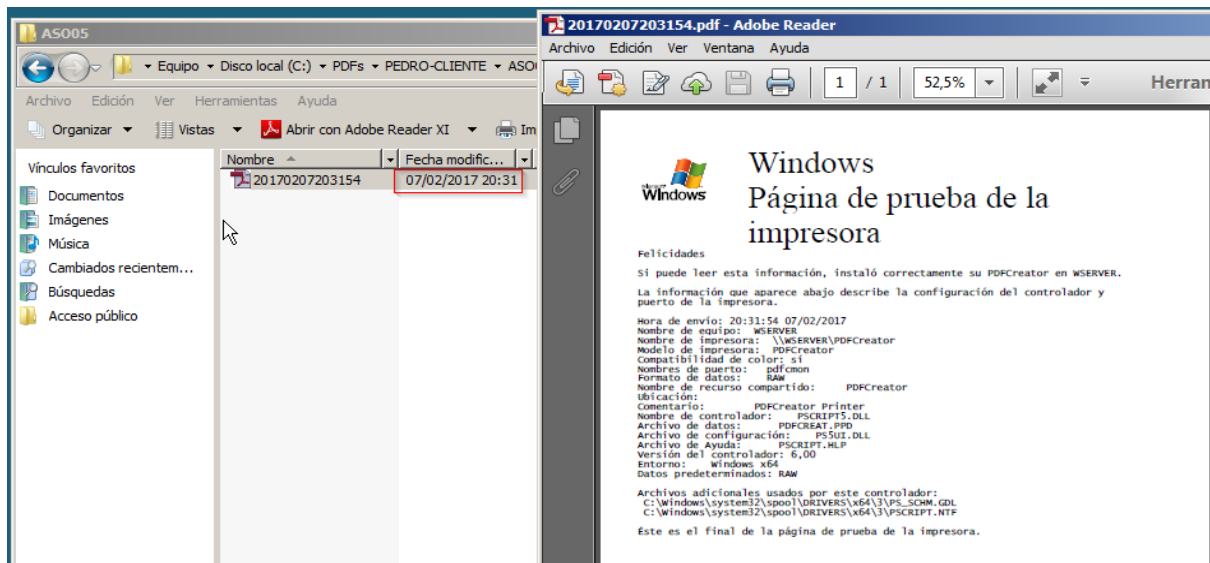 ASO05
Equipo Disco local (C:) PDFs PEDRO-CLIENTE
Archivo Edición Ver Herramientas Ayuda
Organizar Vistas Abrir con Adobe Reader XI
Vínculos favoritos
Documentos
Imágenes
Música
Cambiados recientem...
Búsquedas
Acceso público
Nombre Fecha modific...
20170207203154 07/02/2017 20:31
20170207203154.pdf - Adobe Reader
Archivo Edición Ver Ventana Ayuda
1 / 1 52,5% Herran
Microsoft
Windows
Windows
Página de prueba de la
impresora
Felicidades
Si puede leer esta información, instaló correctamente su PDFCreator en WSERVER.
La información que aparece abajo describe la configuración del controlador y
puerto de la impresora.
Hora de envío: 20:31:54 07/02/2017
Nombre de equipo: WSERVER
Nombre de impresora: \\WSERVER\PDFCreator
Modelo de impresora: PDFCreator
Compatibilidad de color: sí
Nombres de puerto: pdfcmon
Formato de datos: RAW
Nombre de recurso compartido: PDFCreator
Ubicación:
Comentario: PDFCreator Printer
Nombre de controlador: PSCRIPT5.DLL
Archivo de datos: PDFCREAT.PPD
Archivo de configuración: PS5UI.DLL
Archivo de Ayuda: PSCRIPT.HLP
Versión del controlador: 6,00
Entorno: Windows x64
Datos predeterminados: RAW
Archivos adicionales usados por este controlador:
C:\Windows\system32\spool\DRIVERS\x64\3\PS_SCHM.GDL
C:\Windows\system32\spool\DRIVERS\x64\3\PSCRIPT.NTF
Éste es el final de la página de prueba de la impresora.